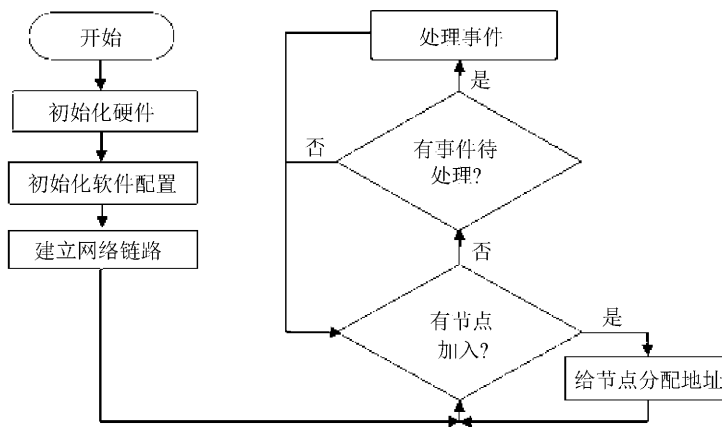 开始
初始化硬件
初始化软件配置
建立网络链路
处理事件
是
否
有事件待
处理?
否
有节点
加入?
是
给节点分配地址